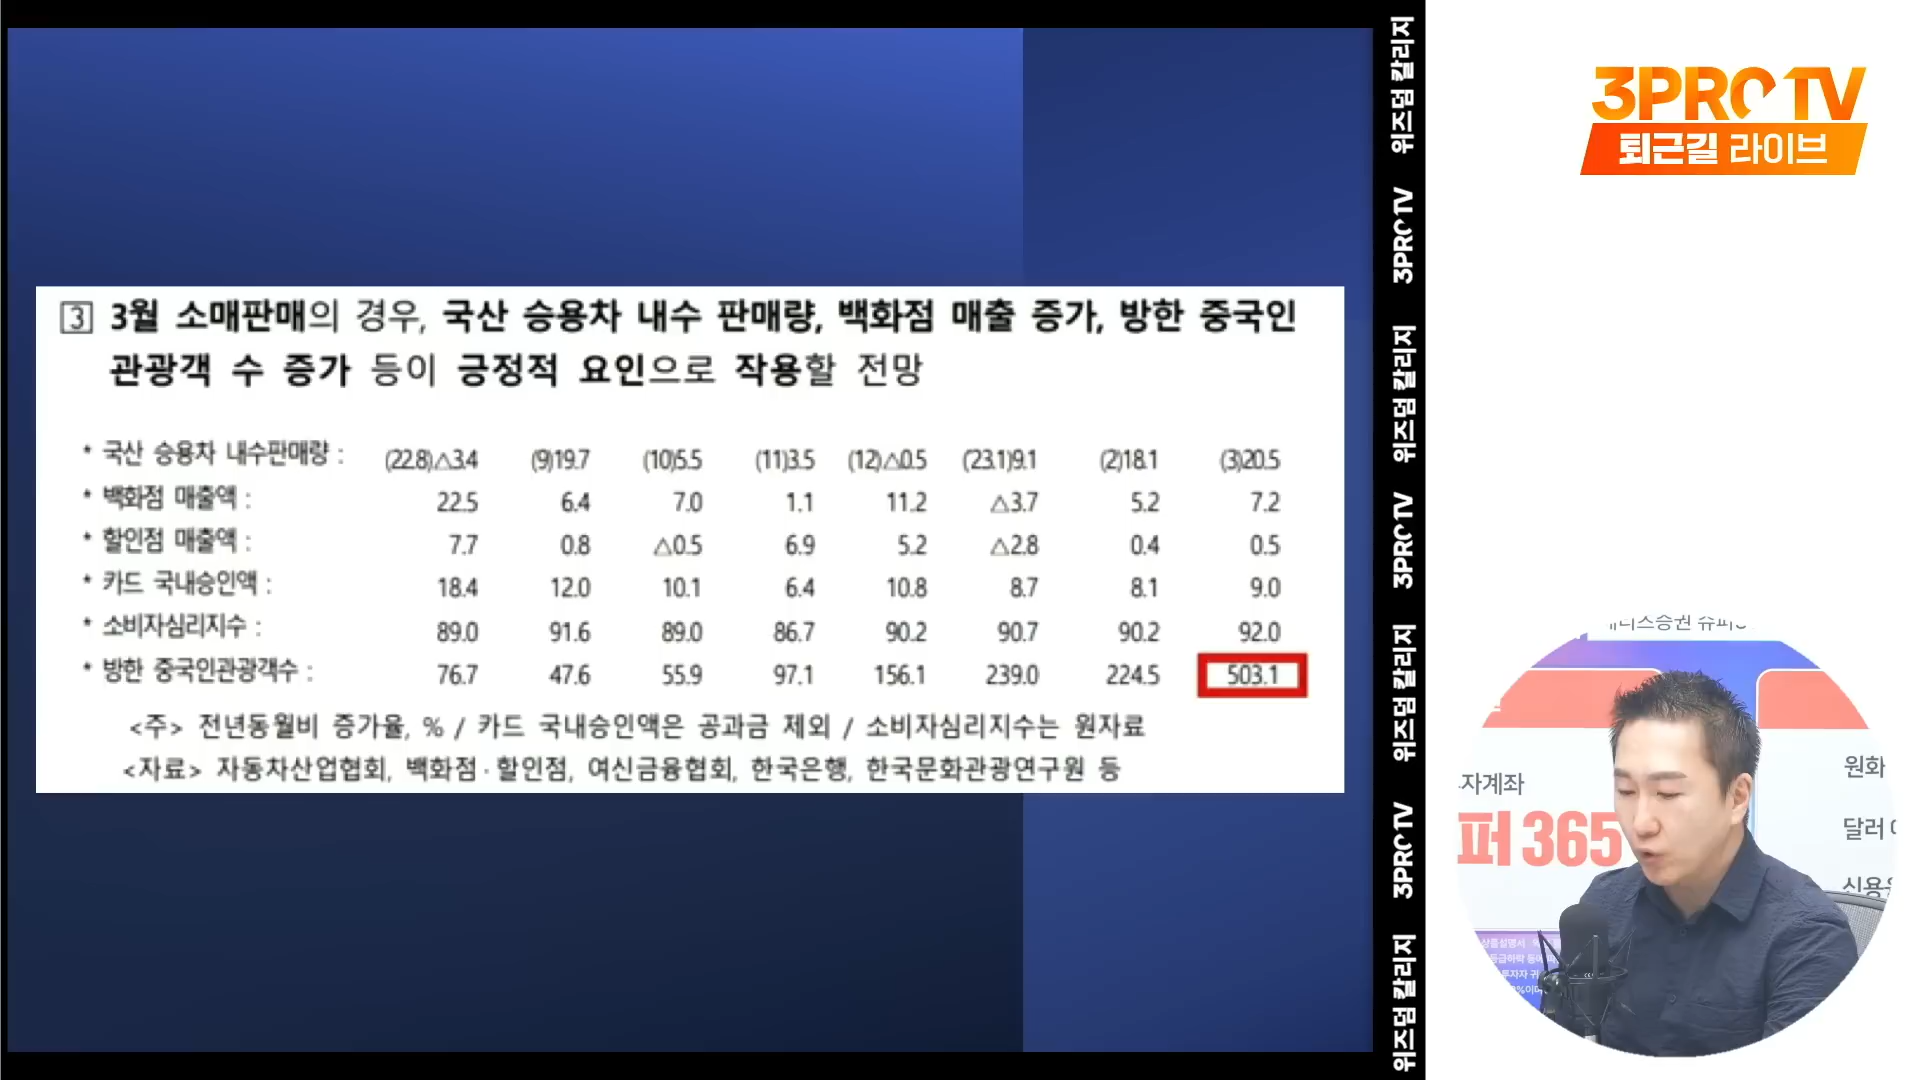 3 3월 소매판매의 경우, 국산 승용차 내수 판매량, 백화점 매출 증가, 방한 중국인
관광객 수 증가 등이 긍정적 요인으로 작용할 전망
* 국산 승용차 내수판매량 : (22.8)△3.4 (9)19.7 (10)5.5 (11)3.5 (12)△0.5 (23.1)9.1 (2)18.1 (3)20.5
* 백화점 매출액 : 22.5 6.4 7.0 1.1 11.2 △3.7 5.2 7.2
* 할인점 매출액 : 7.7 0.8 △0.5 6.9 5.2 △2.8 0.4 0.5
* 카드 국내승인액 : 18.4 12.0 10.1 6.4 10.8 8.7 8.1 9.0
* 소비자심리지수 : 89.0 91.6 89.0 86.7 90.2 90.7 90.2 92.0
* 방한 중국인관광객수 : 76.7 47.6 55.9 97.1 156.1 239.0 224.5 503.1
<주> 전년동월비 증가율, % / 카드 국내승인액은 공과금 제외 / 소비자심리지수는 원자료
<자료> 자동차산업협회, 백화점·할인점, 여신금융협회, 한국은행, 한국문화관광연구원 등
위즈덤 칼리지
3PROTV
위즈덤 칼리지
3PROTV
위즈덤 칼리지
3PROTV
위즈덤 칼리지
3PROTV
퇴근길 라이브
자계좌
퍼365
원화
달러